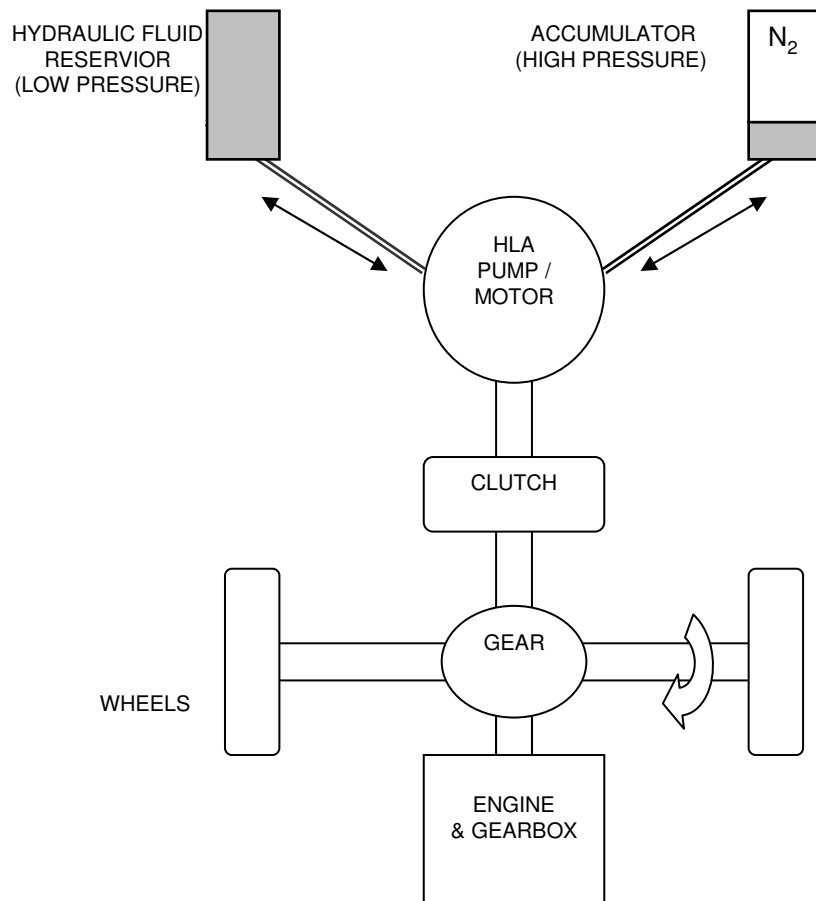 HYDRAULIC FLUID
RESERVIOR
(LOW PRESSURE)
ACCUMULATOR
(HIGH PRESSURE)
N₂
HLA
PUMP /
MOTOR
CLUTCH
GEAR
WHEELS
ENGINE
& GEARBOX